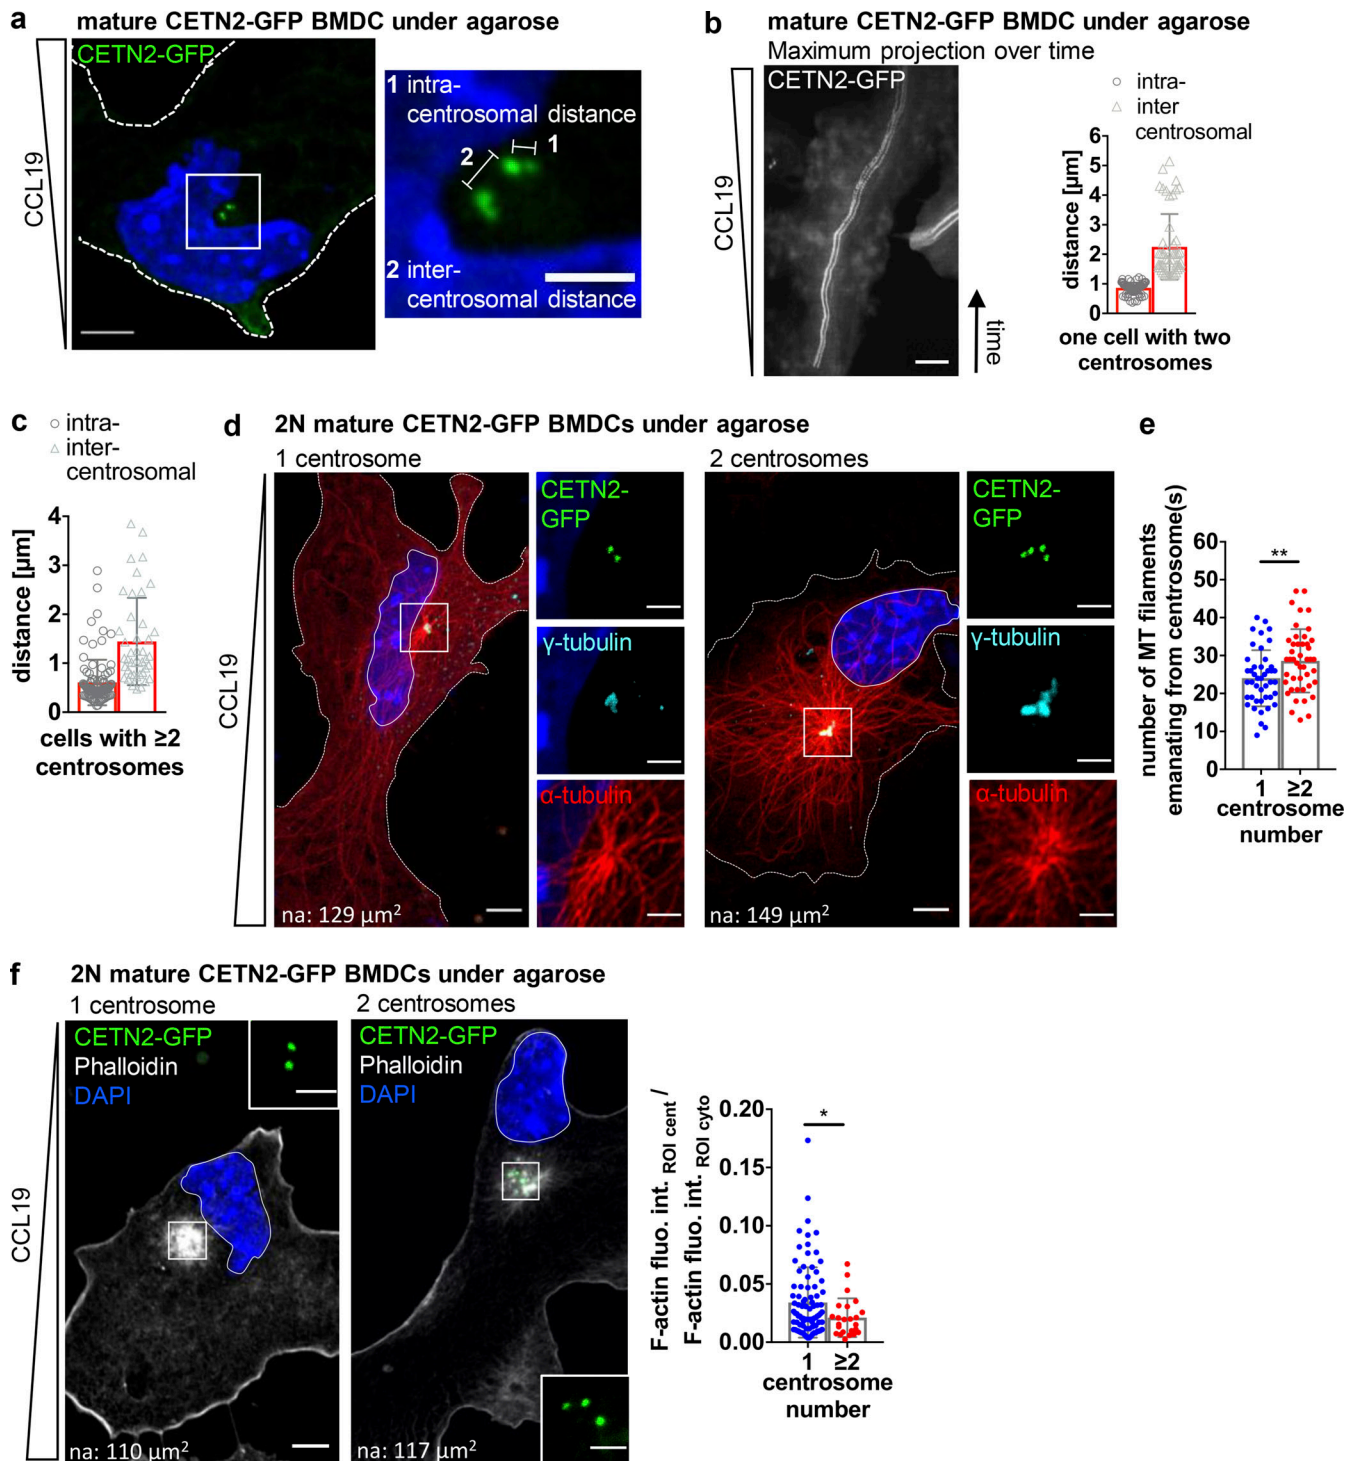 a mature CETN2-GFP BMDC under agarose
CETN2-GFP
CCL19
1 intra-
centrosomal distance
1
2
2 inter-
centrosomal distance
b mature CETN2-GFP BMDC under agarose
Maximum projection over time
CETN2-GFP
CCL19
time
intra-
inter
centrosomal
distance [µm]
6
5
4
3
2
1
0
one cell with two
centrosomes
c
intra-
inter-
centrosomal
distance [µm]
4
3
2
1
0
cells with ≥2
centrosomes
d 2N mature CETN2-GFP BMDCs under agarose
1 centrosome
CCL19
na: 129 µm²
CETN2-
GFP
γ-tubulin
α-tubulin
2 centrosomes
na: 149 µm²
CETN2-
GFP
γ-tubulin
α-tubulin
e
number of MT filaments
emanating from centrosome(s)
60
50
40
30
20
10
0
**
1 ≥2
centrosome
number
f 2N mature CETN2-GFP BMDCs under agarose
1 centrosome
CCL19
CETN2-GFP
Phalloidin
DAPI
na: 110 µm²
2 centrosomes
CETN2-GFP
Phalloidin
DAPI
na: 117 µm²
F-actin fluo. int. ROI cent /
F-actin fluo. int. ROI cyto
0.20
0.15
0.10
0.05
0.00
*
1 ≥2
centrosome
number